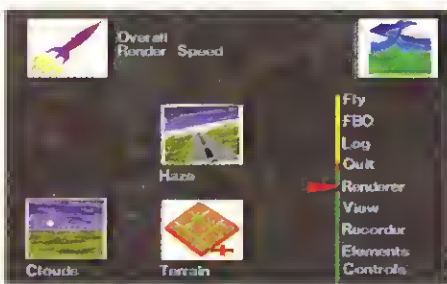 Overall
Render Speed
Fly
FBO
Log
Quit
Renderer
View
Recorder
Elements
Controls
Haze
Clouds
Terrain